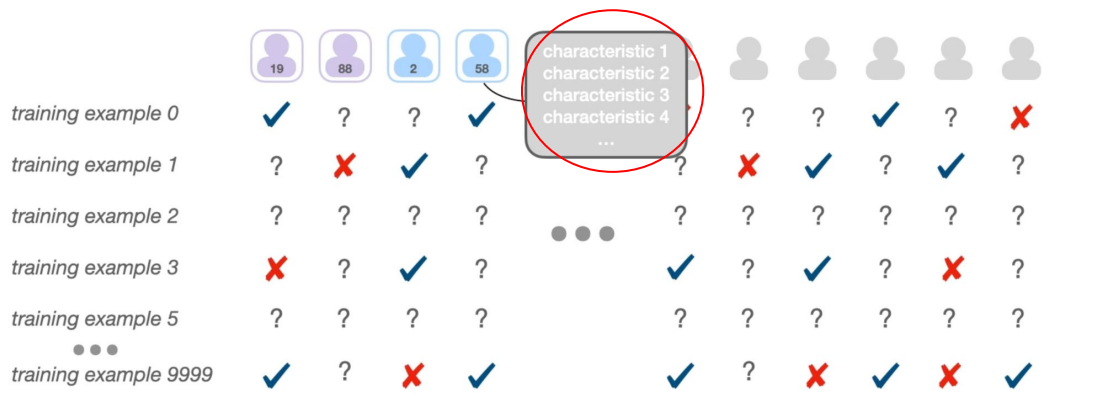 19 88 2 58
characteristic 1
characteristic 2
characteristic 3
characteristic 4
...
training example 0 ? ? ? ? ?
training example 1 ? ? ? ? ?
training example 2 ? ? ? ? ? ? ? ? ? ?
training example 3 ? ? ? ? ?
training example 5 ? ? ? ? ? ? ? ? ? ?
training example 9999 ? ?